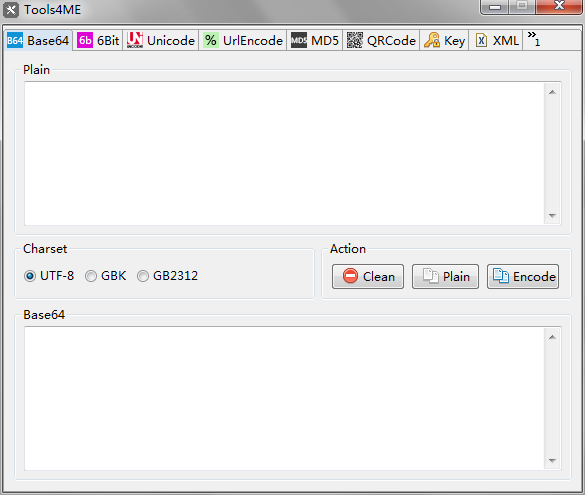 Tools4ME
B64 Base64 6b 6Bit UNICODE Unicode % UrlEncode MD5 MD5 QRCode Key X XML » 1
Plain
Charset Action
UTF-8 GBK GB2312 Clean Plain Encode
Base64